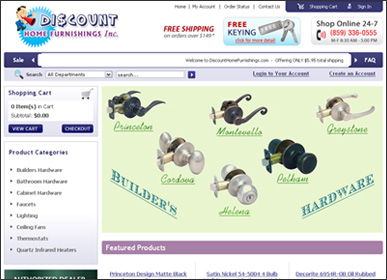 Home | My Account | Order Status | Contact Us
Shopping Cart
Sign In
DISCOUNT
HOME FURNISHINGS Inc.
FREE SHIPPING
on orders over $149*
FREE
KEYING
click for more detail
Shop Online 24-7
(859) 336-0555
M-F 8:30 AM - 5:00 PM
Sale
Welcome to DiscountHomeFurnishings.com - Offering ONLY $5.95 total shipping
FAQ
Search
All Departments
search...
Login to Your Account
Create an Account
Shopping Cart
0 Item(s) in Cart
Subtotal: $0.00
VIEW CART
CHECKOUT
Product Categories
Builders Hardware
Bathroom Hardware
Cabinet Hardware
Faucets
Lighting
Ceiling Fans
Thermostats
Quartz Infrared Heaters
AUTHORIZED DEALER
Princeton
Montevello
Greystone
Cordova
Pelham
Helena
BUILDER'S
HARDWARE
Featured Products
Princeton Design Matte Black
Satin Nickel 54-5004 4 Bulb
Decorite 6954R-OB Oil Rubbed